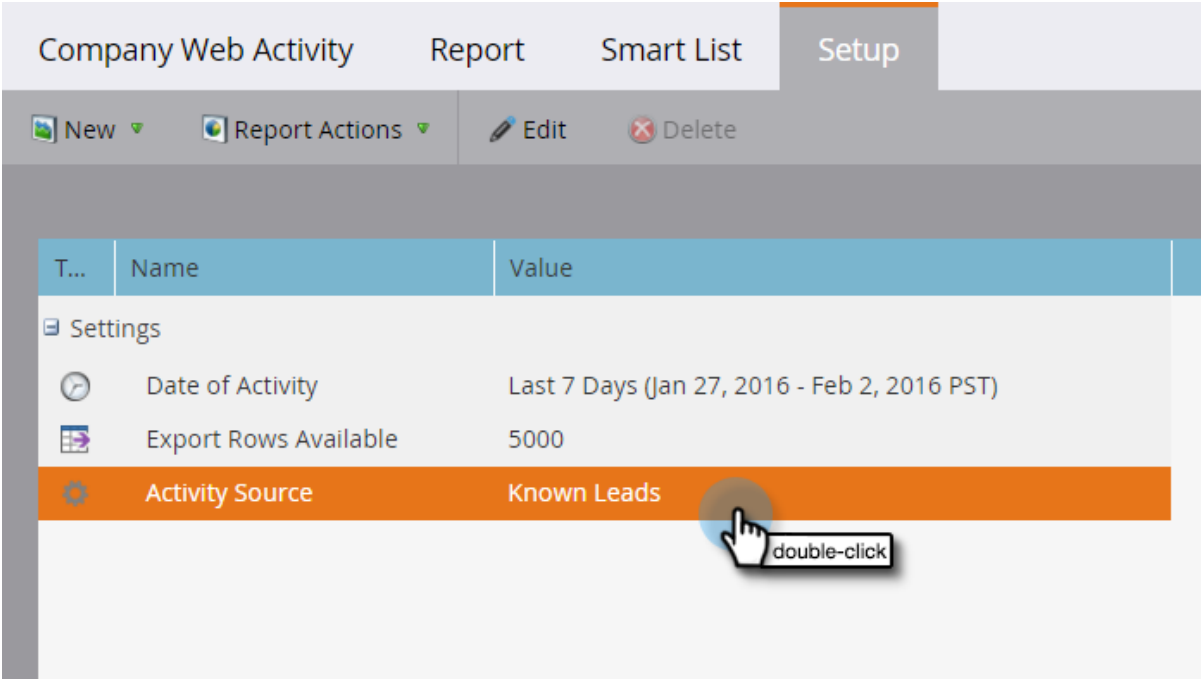 Company Web Activity Report Smart List Setup
New Report Actions Edit Delete
T... Name Value
Settings
Date of Activity Last 7 Days (Jan 27, 2016 - Feb 2, 2016 PST)
Export Rows Available 5000
Activity Source Known Leads
double-click